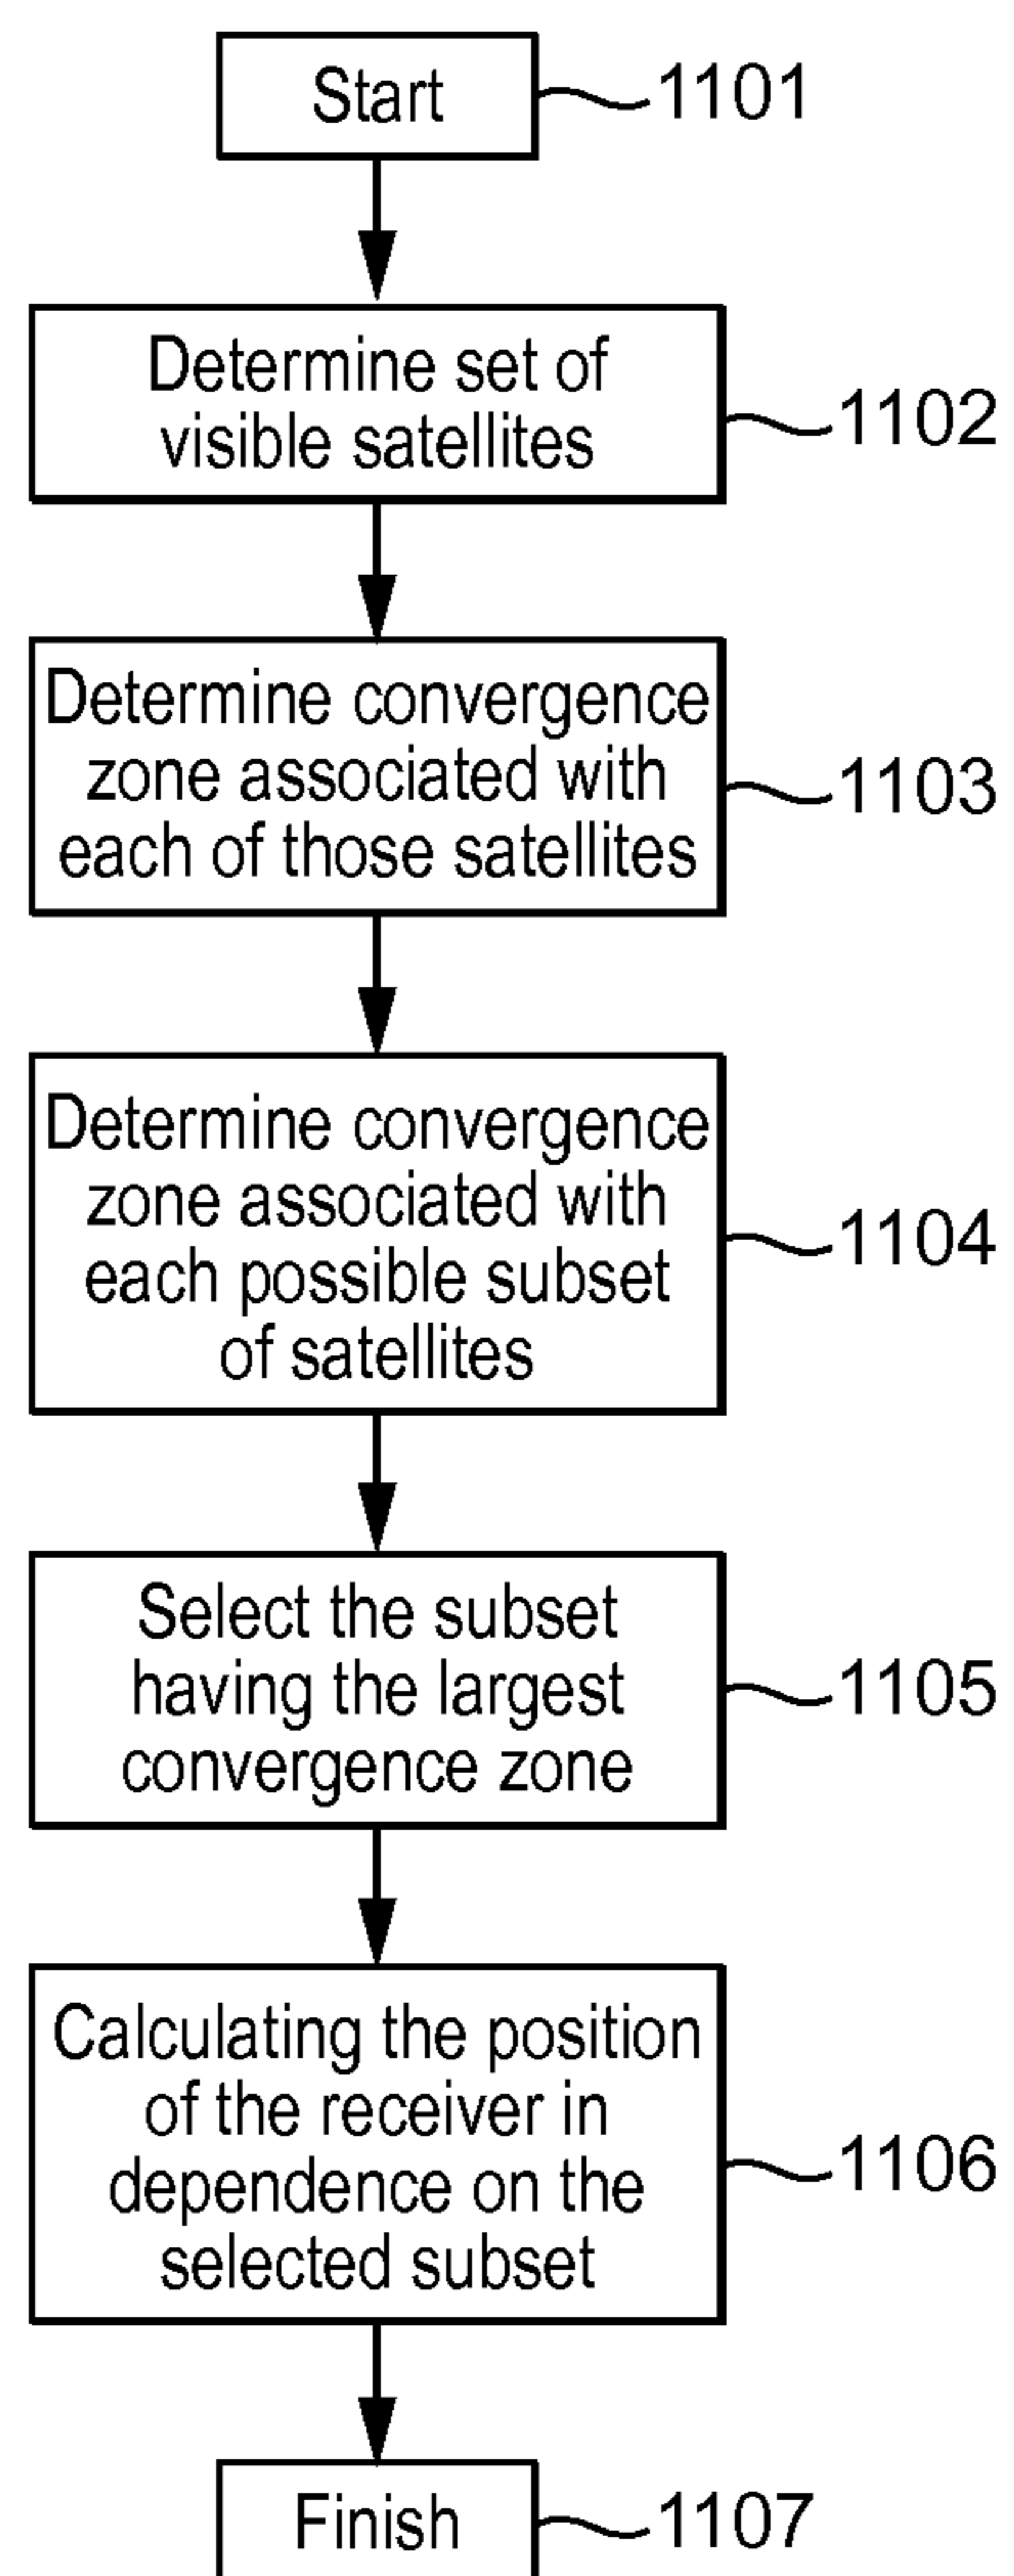 Start
1101
Determine set of
visible satellites
1102
Determine convergence
zone associated with
each of those satellites
1103
Determine convergence
zone associated with
each possible subset
of satellites
1104
Select the subset
having the largest
convergence zone
1105
Calculating the position
of the receiver in
dependence on the
selected subset
1106
Finish
1107